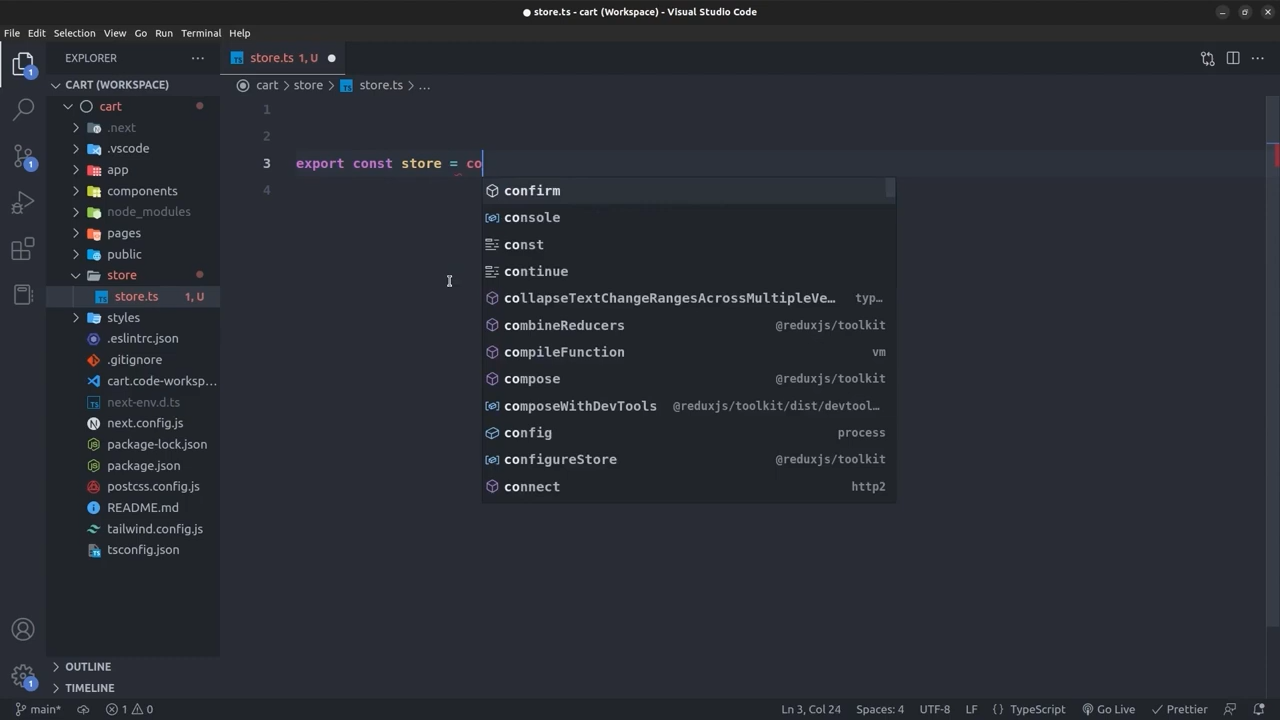 ● store.ts - cart (Workspace) - Visual Studio Code
File Edit Selection View Go Run Terminal Help
EXPLORER
store.ts 1, U
CART (WORKSPACE)
cart > store > store.ts > ...
cart
.next
.vscode
app
components
node_modules
pages
public
store
store.ts 1, U
styles
.eslintrc.json
.gitignore
cart.code-worksp...
next-env.d.ts
next.config.js
package-lock.json
package.json
postcss.config.js
README.md
tailwind.config.js
tsconfig.json
OUTLINE
TIMELINE
1
2
3 export const store = co
4
confirm
console
const
continue
collapseTextChangeRangesAcrossMultipleVe... typ...
combineReducers @reduxjs/toolkit
compileFunction vm
compose @reduxjs/toolkit
composeWithDevTools @reduxjs/toolkit/dist/devtool...
config process
configureStore @reduxjs/toolkit
connect http2
1
1
1
main* 1 0 Ln 3, Col 24 Spaces: 4 UTF-8 LF {} TypeScript Go Live Prettier